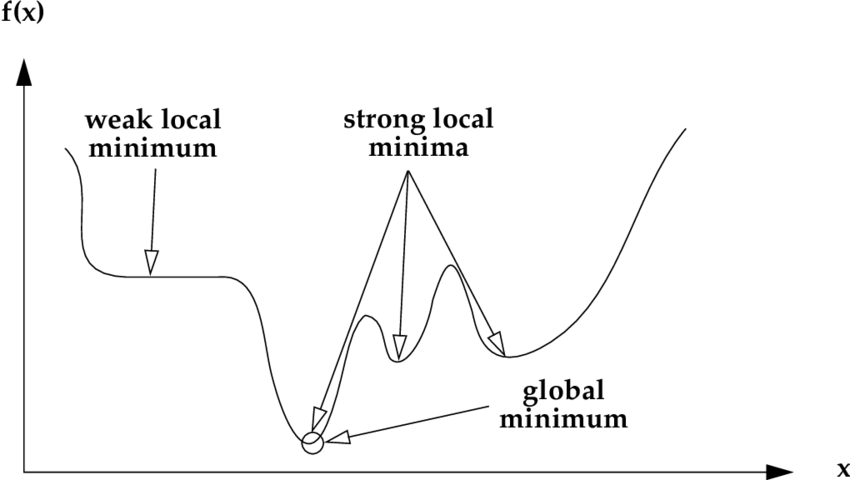 f(x)
weak local
minimum
strong local
minima
global
minimum
x